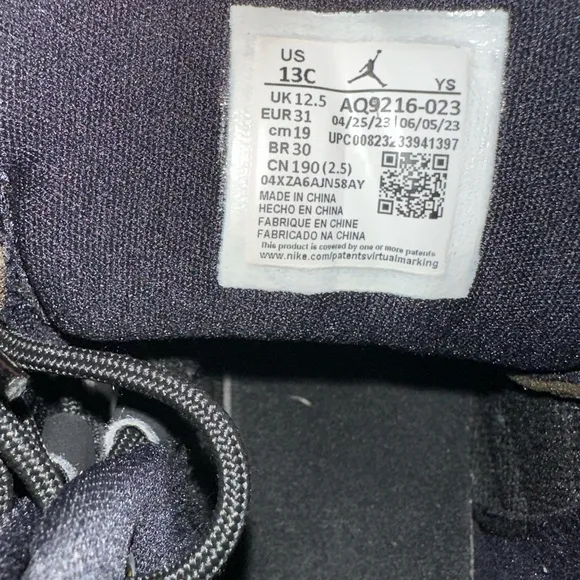 US
13C
YS
UK 12.5
EUR 31
cm 19
BR 30
CN 190 (2.5)
04XZA6AJN58AY
AQ9216-023
04/25/23 06/05/23
UPC00823233941397
MADE IN CHINA
HECHO EN CHINA
FABRIQUE EN CHINE
FABRICADO NA CHINA
This product is covered by one or more patents
www.nike.com/patentsvirtualmarking